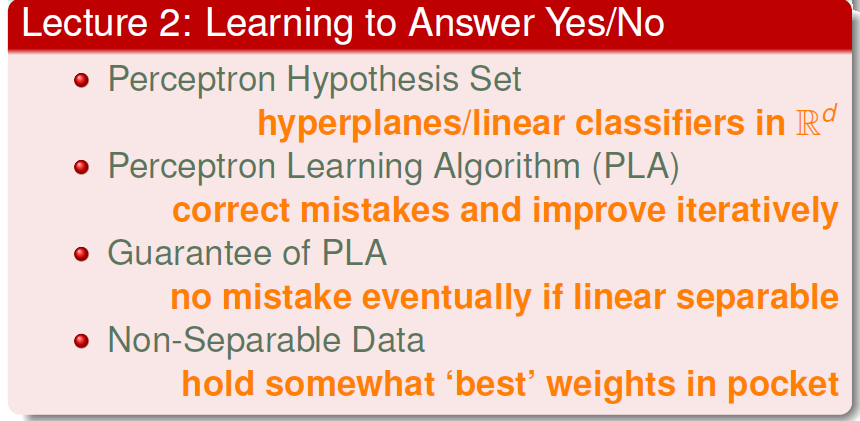 Lecture 2: Learning to Answer Yes/No
Perceptron Hypothesis Set
hyperplanes/linear classifiers in ℝᵈ
Perceptron Learning Algorithm (PLA)
correct mistakes and improve iteratively
Guarantee of PLA
no mistake eventually if linear separable
Non-Separable Data
hold somewhat ‘best’ weights in pocket